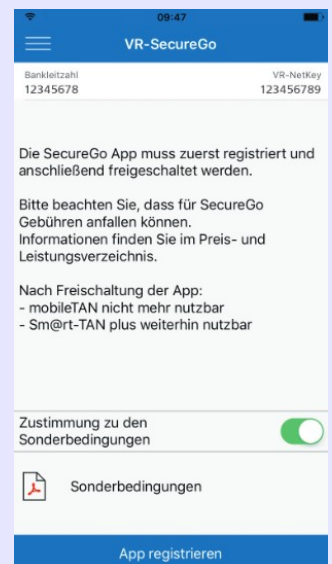 09:47
VR-SecureGo
Bankleitzahl VR-NetKey
12345678 123456789
Die SecureGo App muss zuerst registriert und
anschließend freigeschaltet werden.
Bitte beachten Sie, dass für SecureGo
Gebühren anfallen können.
Informationen finden Sie im Preis- und
Leistungsverzeichnis.
Nach Freischaltung der App:
- mobileTAN nicht mehr nutzbar
- Sm@rt-TAN plus weiterhin nutzbar
Zustimmung zu den
Sonderbedingungen
Sonderbedingungen
App registrieren